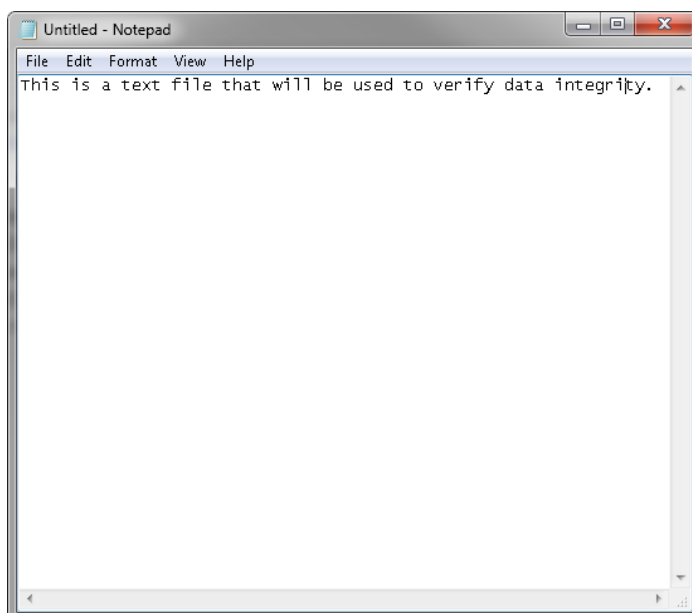 Untitled - Notepad
File Edit Format View Help
This is a text file that will be used to verify data integrity.